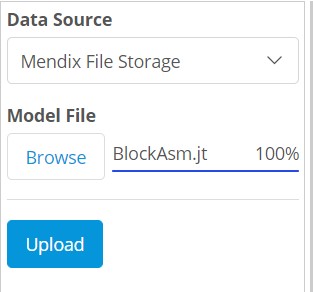 Data Source
Mendix File Storage
Model File
Browse BlockAsm.jt 100%
Upload